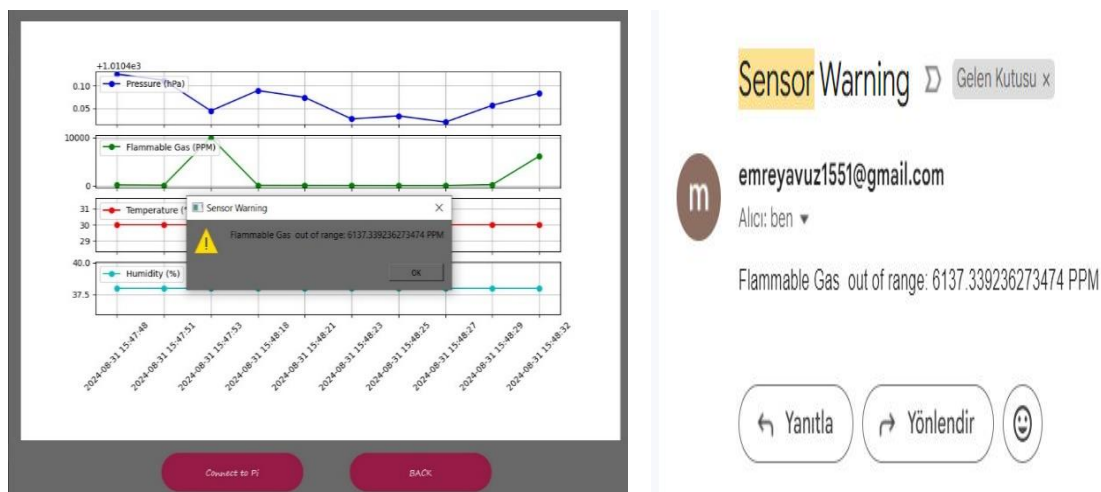 +1.0104e3
0.10
Pressure (hPa)
0.05
10000
Flammable Gas (PPM)
0
31
Temperature (°
30
29
40.0
Humidity (%)
37.5
2024-08-31 15:47:48
2024-08-31 15:47:51
2024-08-31 15:47:53
2024-08-31 15:48:18
2024-08-31 15:48:21
2024-08-31 15:48:23
2024-08-31 15:48:25
2024-08-31 15:48:27
2024-08-31 15:48:29
2024-08-31 15:48:32
Sensor Warning
Flammable Gas out of range: 6137.339236273474 PPM
OK
Connect to Pi
BACK
Sensor Warning
Gelen Kutusu ×
m
emreyavuz1551@gmail.com
Alıcı: ben
Flammable Gas out of range: 6137.339236273474 PPM
Yanıtla
Yönlendir